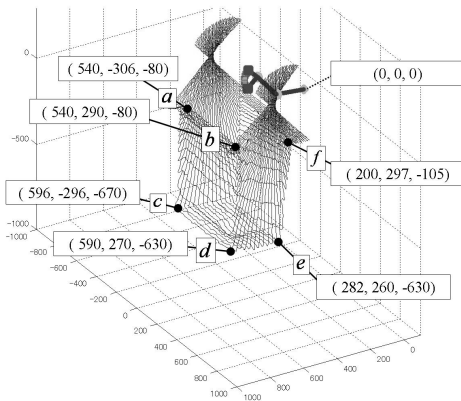 0
( 540, -306, -80)
(0, 0, 0)
a
( 540, 290, -80)
b
-500
f
( 200, 297, -105)
( 596, -296, -670)
c
-1000
-1000
-800
-600
-400
-200
0
200
400
600
800
1000
( 590, 270, -630)
d
e
( 282, 260, -630)
0
200
400
600
800
1000